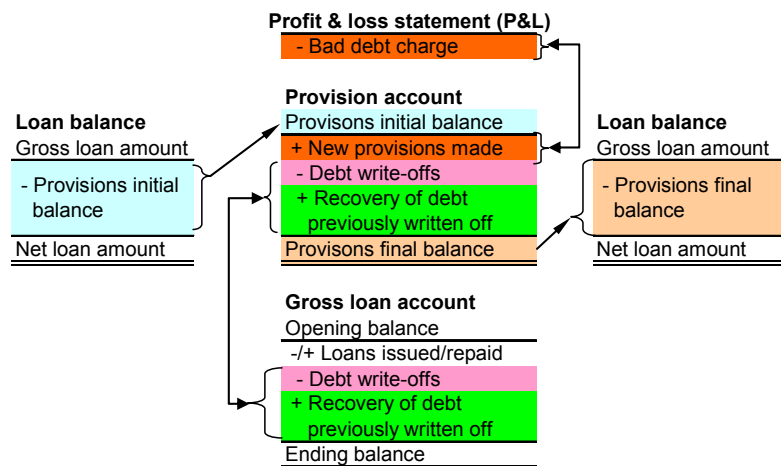 Profit & loss statement (P&L)
- Bad debt charge
Provision account
Provisons initial balance
+ New provisions made
- Debt write-offs
+ Recovery of debt
previously written off
Provisons final balance
Loan balance
Gross loan amount
- Provisions initial
balance
Net loan amount
Loan balance
Gross loan amount
- Provisions final
balance
Net loan amount
Gross loan account
Opening balance
-/+ Loans issued/repaid
- Debt write-offs
+ Recovery of debt
previously written off
Ending balance